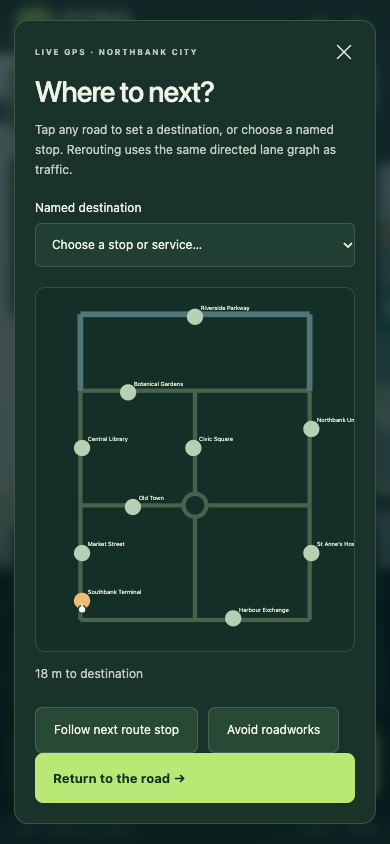 LIVE GPS · NORTHBANK CITY
Where to next?
Tap any road to set a destination, or choose a named
stop. Rerouting uses the same directed lane graph as
traffic.
Named destination
Choose a stop or service...
Riverside Parkway
Botanical Gardens
Northbank Un
Central Library
Civic Square
Old Town
Market Street
St Anne's Hos
Southbank Terminal
Harbour Exchange
18 m to destination
Follow next route stop
Avoid roadworks
Return to the road →